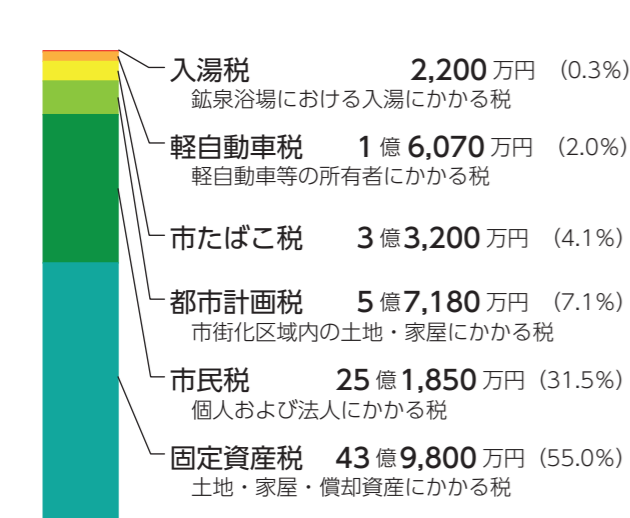 入湯税 2,200 万円 （0.3%）
鉱泉浴場における入湯にかかる税
軽自動車税 1 億 6,070 万円 （2.0%）
軽自動車等の所有者にかかる税
市たばこ税 3 億 3,200 万円 （4.1%）
都市計画税 5 億 7,180 万円 （7.1%）
市街化区域内の土地・家屋にかかる税
市民税 25 億 1,850 万円 （31.5%）
個人および法人にかかる税
固定資産税 43 億 9,800 万円 （55.0%）
土地・家屋・償却資産にかかる税